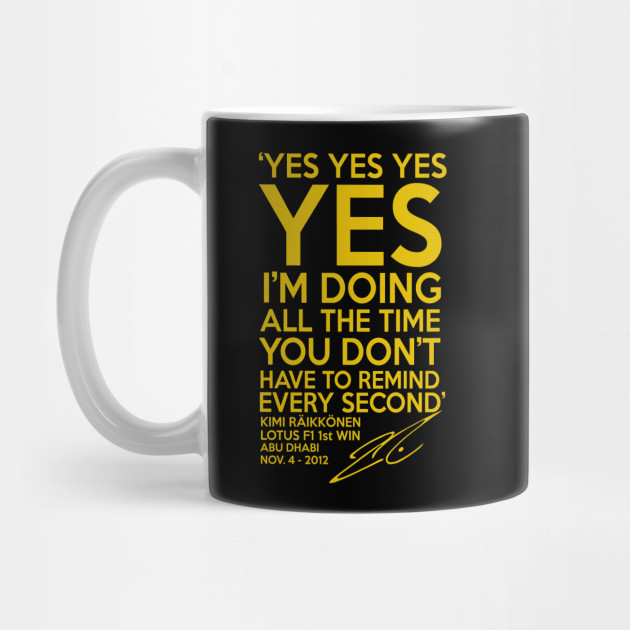 ‘YES YES YES
YES
I’M DOING
ALL THE TIME
YOU DON’T
HAVE TO REMIND
EVERY SECOND’
KIMI RÄIKKÖNEN
LOTUS F1 1st WIN
ABU DHABI
NOV. 4 - 2012